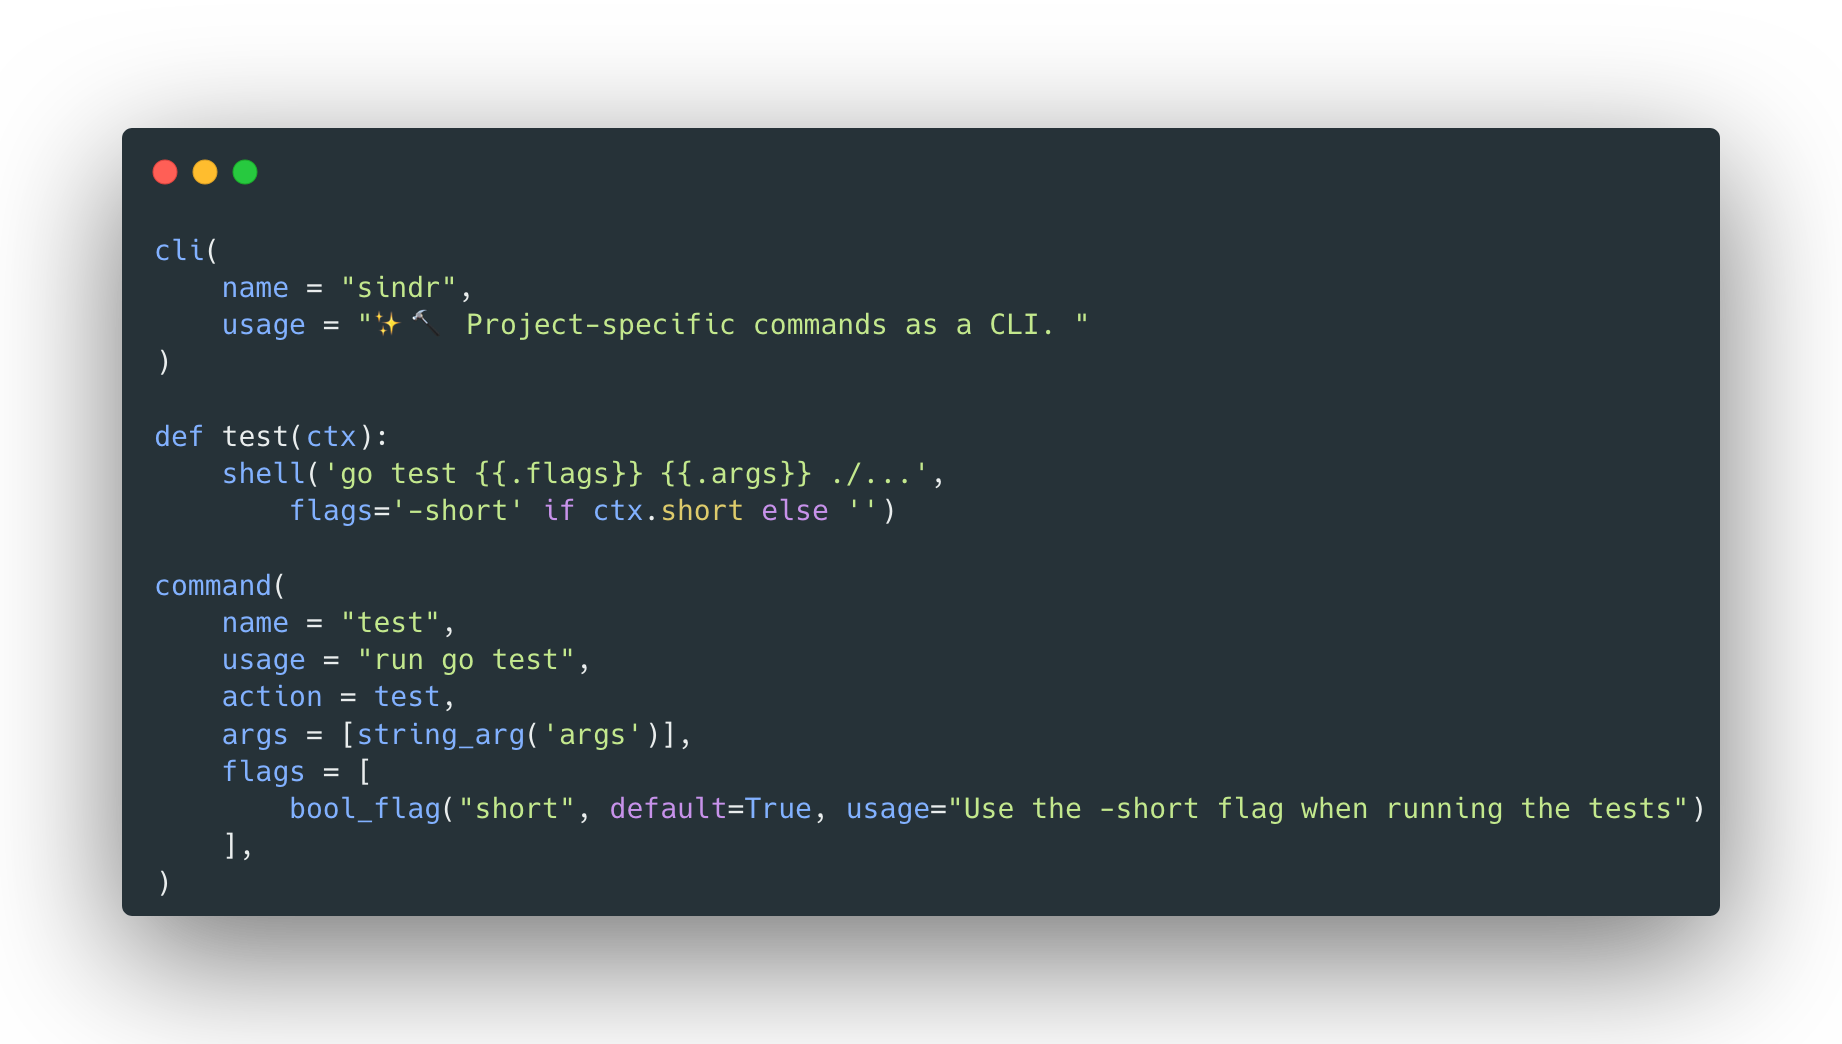 cli(
    name = "sindr",
    usage = "✨🔨 Project-specific commands as a CLI. "
)

def test(ctx):
    shell('go test {{.flags}} {{.args}} ./...',
        flags='-short' if ctx.short else '')

command(
    name = "test",
    usage = "run go test",
    action = test,
    args = [string_arg('args')],
    flags = [
        bool_flag("short", default=True, usage="Use the -short flag when running the tests")
    ],
)